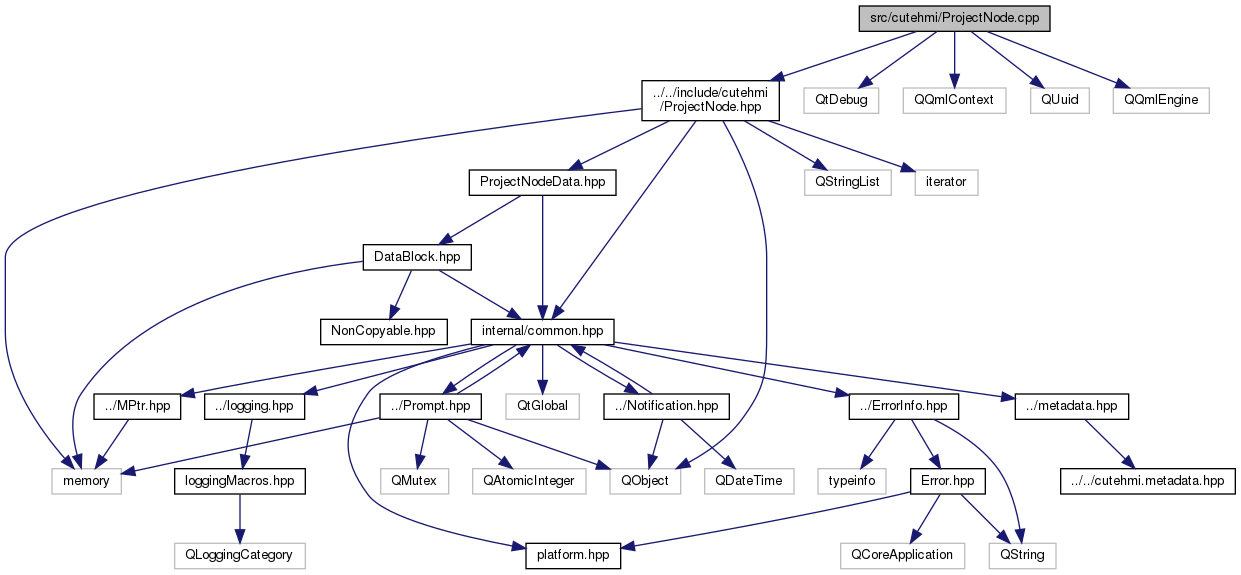 src/cutehmi/ProjectNode.cpp
../../include/cutehmi
/ProjectNode.hpp
QtDebug
QQmlContext
QUuid
QQmlEngine
ProjectNodeData.hpp
QStringList
iterator
DataBlock.hpp
NonCopyable.hpp
internal/common.hpp
../MPtr.hpp
../logging.hpp
../Prompt.hpp
QtGlobal
../Notification.hpp
../ErrorInfo.hpp
../metadata.hpp
memory
loggingMacros.hpp
QMutex
QAtomicInteger
QObject
QDateTime
typeinfo
Error.hpp
../../cutehmi.metadata.hpp
QLoggingCategory
platform.hpp
QCoreApplication
QString